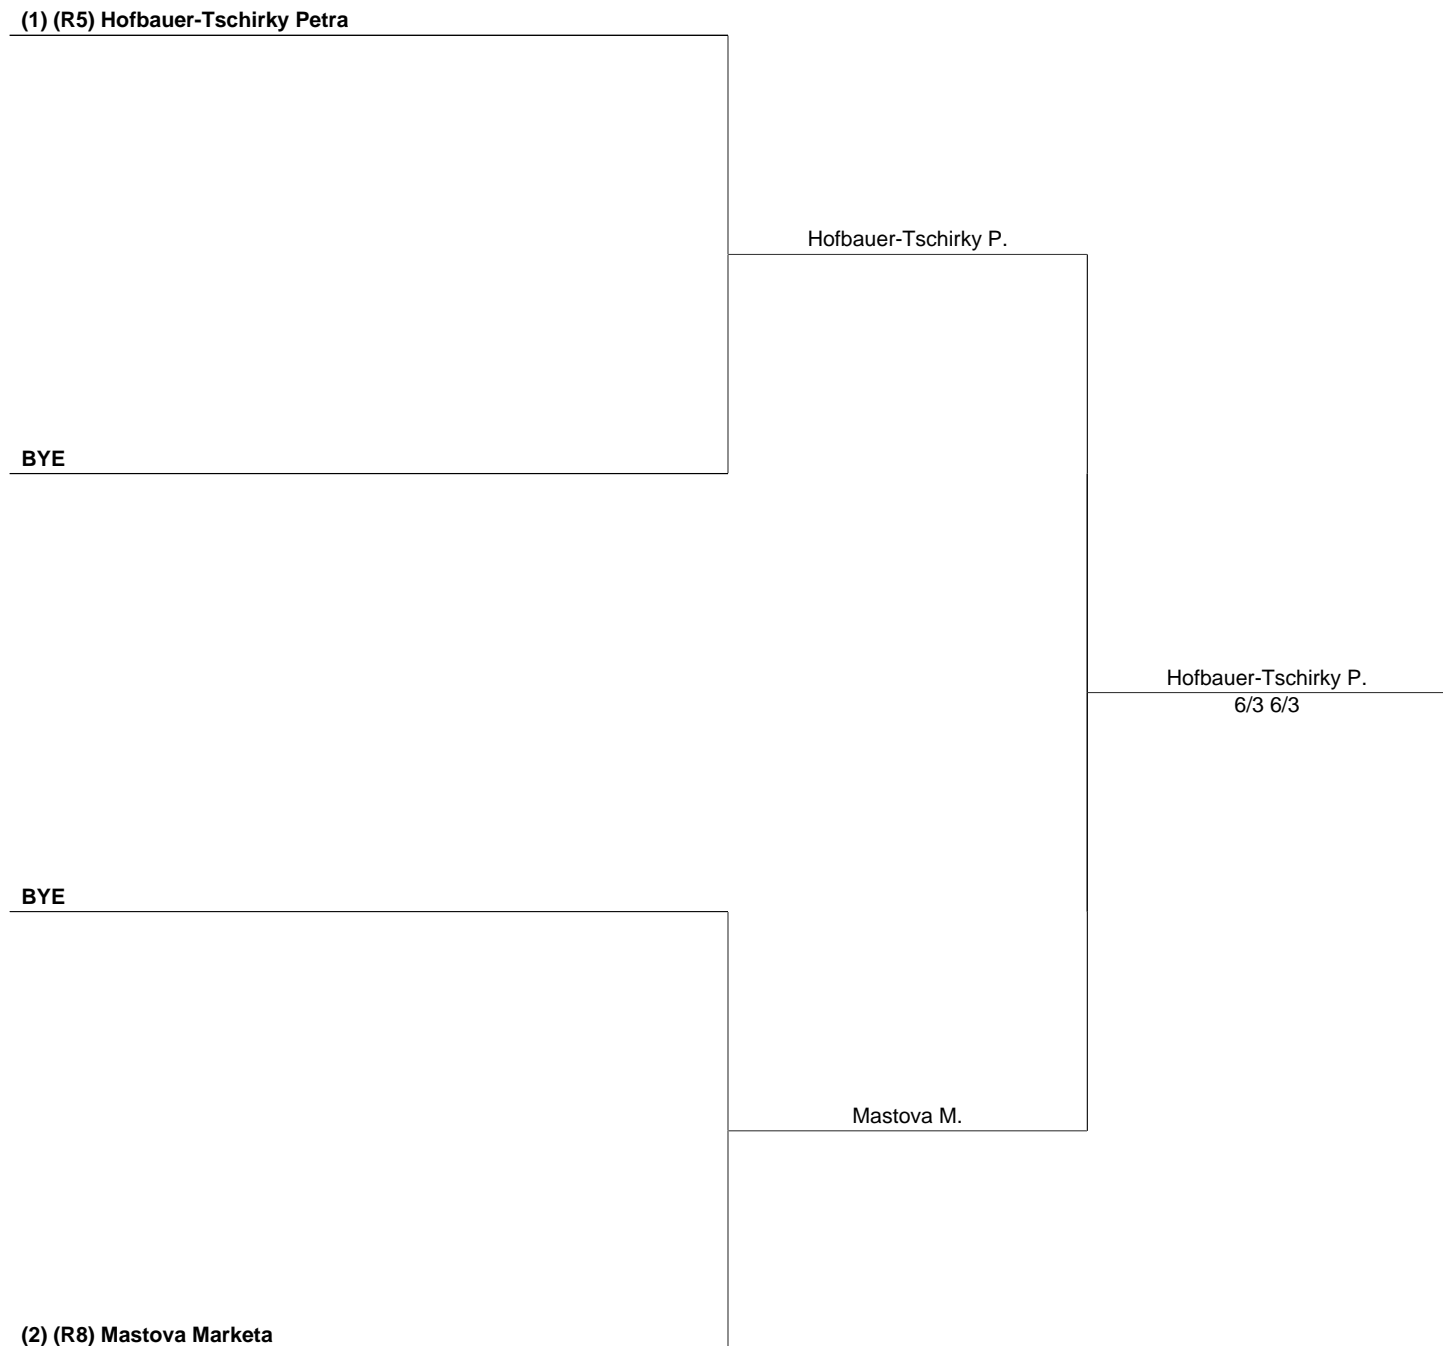 (1) (R5) Hofbauer-Tschirky Petra
Hofbauer-Tschirky P.
BYE
Hofbauer-Tschirky P.
6/3 6/3
BYE
Mastova M.
(2) (R8) Mastova Marketa